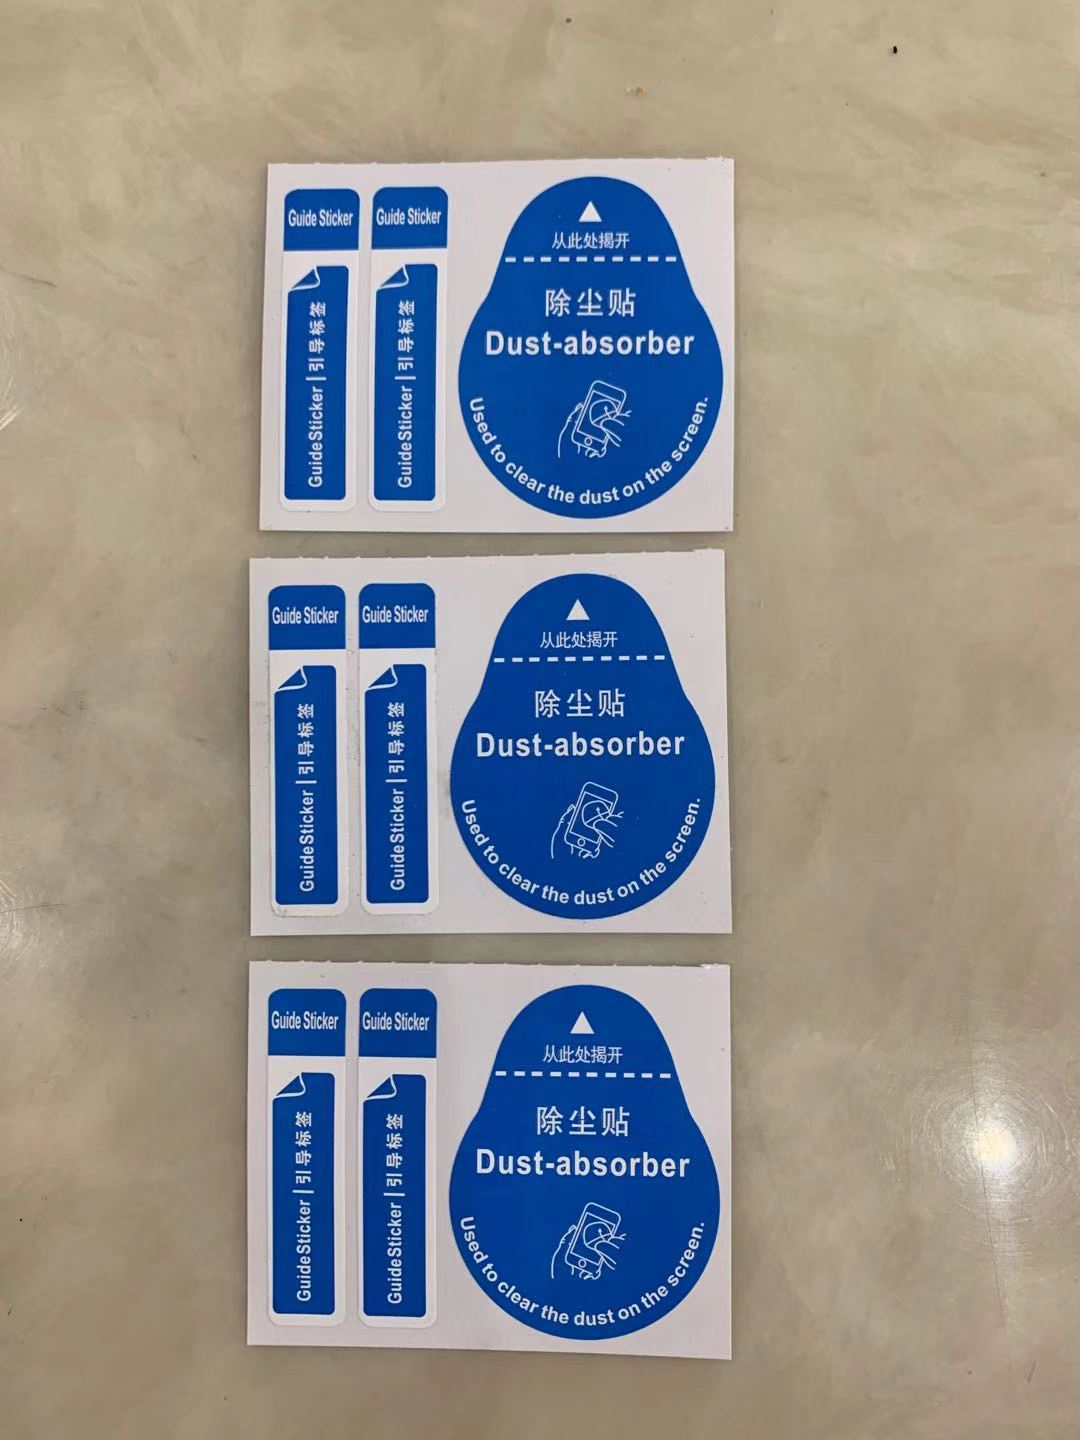 Guide Sticker
Guide Sticker
GuideSticker | 引导标签
GuideSticker | 引导标签
从此处揭开
除尘贴
Dust-absorber
Used to clear the dust on the screen.
Guide Sticker
Guide Sticker
GuideSticker | 引导标签
GuideSticker | 引导标签
从此处揭开
除尘贴
Dust-absorber
Used to clear the dust on the screen.
Guide Sticker
Guide Sticker
GuideSticker | 引导标签
GuideSticker | 引导标签
从此处揭开
除尘贴
Dust-absorber
Used to clear the dust on the screen.